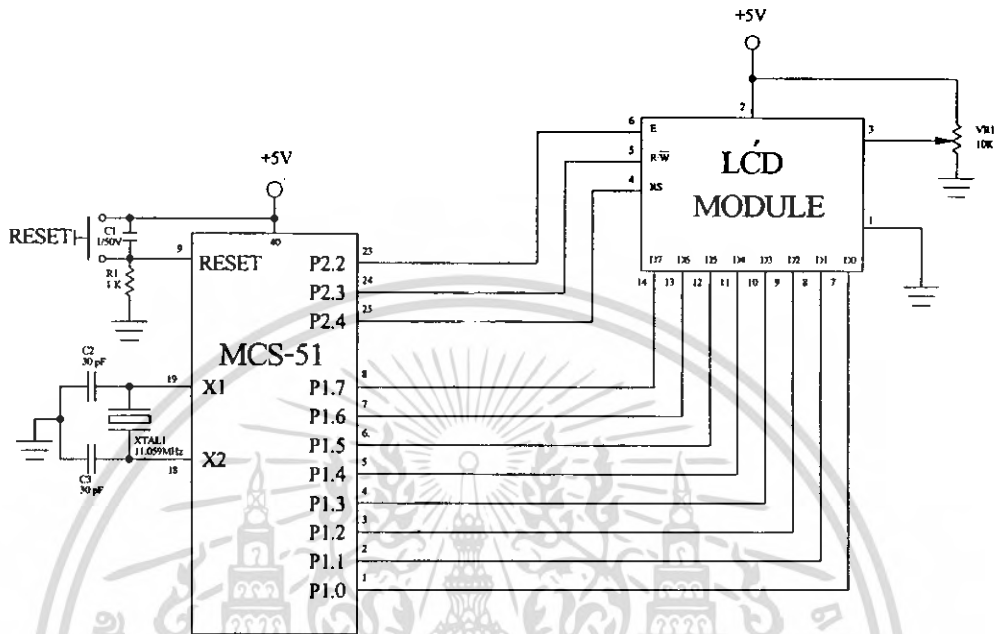 +5V
6 E
5 R/W̅
4 RS
2
LCD
MODULE
3
VR1
10K
1
D7 D6 D5 D4 D3 D2 D1 D0
14 13 12 11 10 9 8 7
+5V
RESET
C1
1/50V
R1
1 K
9
40
RESET
MCS-51
P2.2 23
P2.3 24
P2.4 25
C2
30 pF
19 X1
XTAL1
11.059MHz
18 X2
C3
30 pF
P1.7 8
P1.6 7
P1.5 6
P1.4 5
P1.3 4
P1.2 3
P1.1 2
P1.0 1